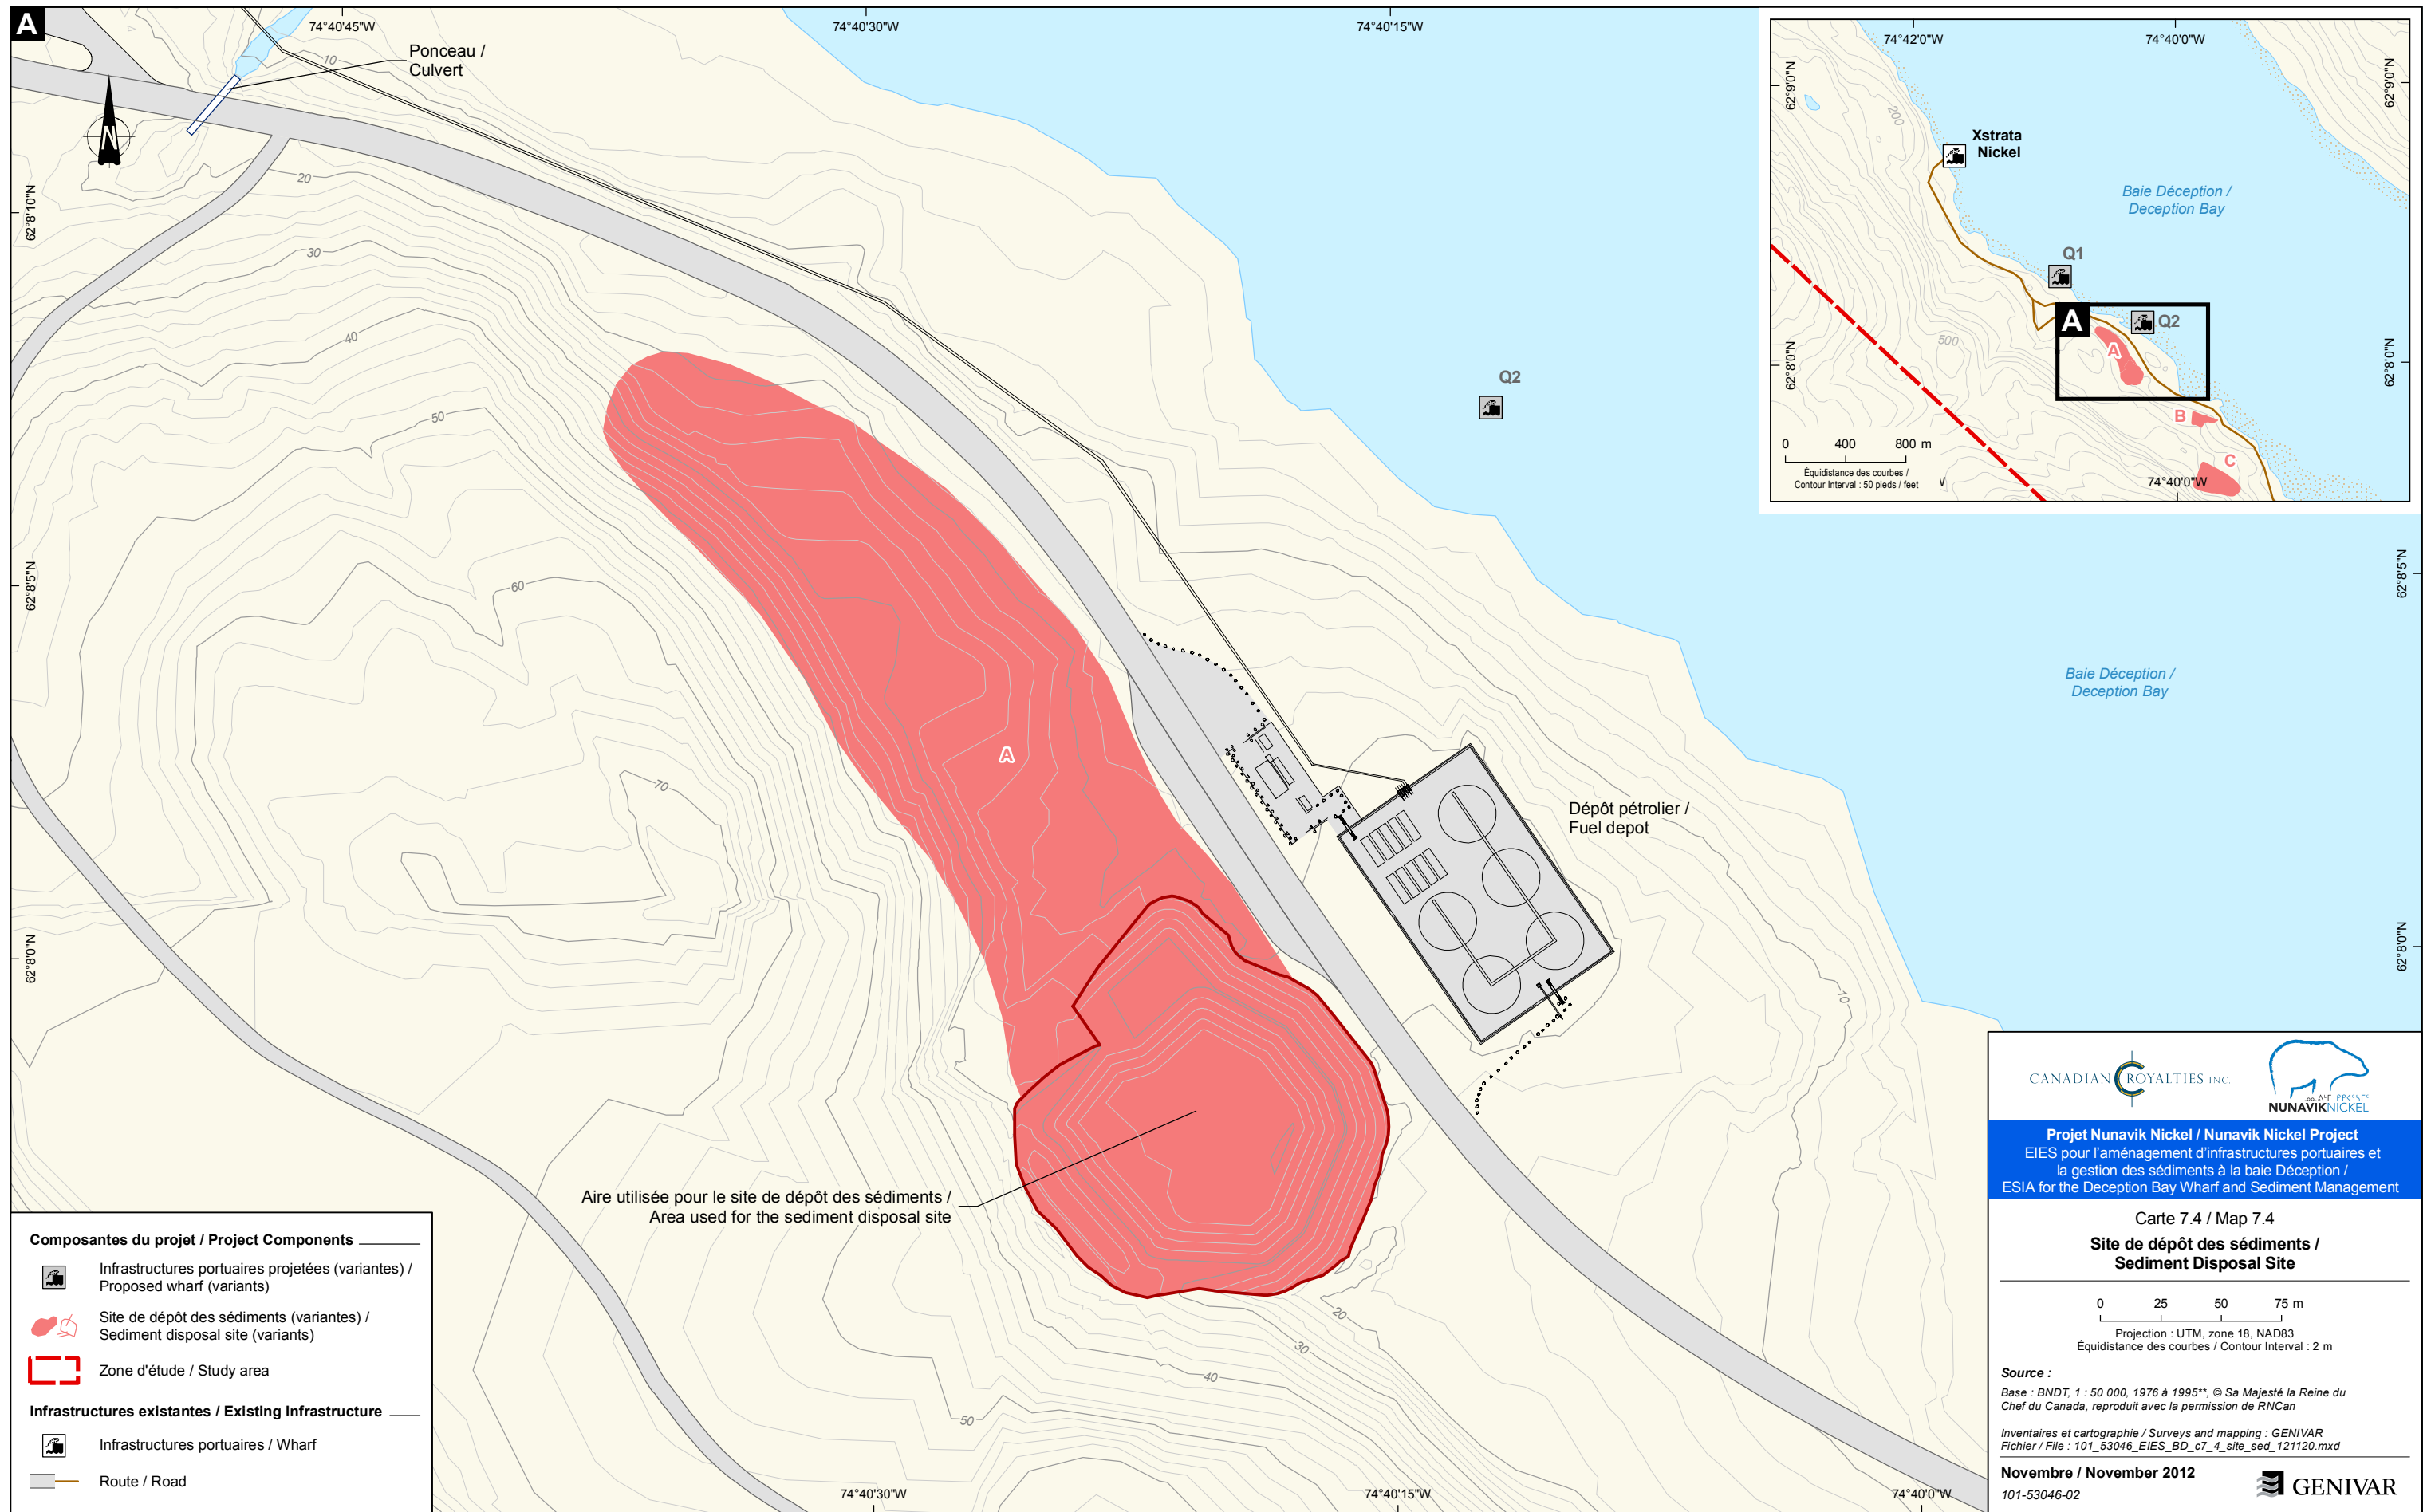 A
74°40'45"W
74°40'30"W
74°40'15"W
Ponceau /
Culvert
N
10
20
30
40
50
60
70
62°8'10"N
62°8'5"N
62°8'0"N
62°8'5"N
62°8'0"N
Q2
A
Baie Déception /
Deception Bay
Dépôt pétrolier /
Fuel depot
10
Aire utilisée pour le site de dépôt des sédiments /
Area used for the sediment disposal site
20
30
40
50
74°40'30"W
74°40'15"W
74°40'0"W
74°42'0"W
74°40'0"W
62°9'0"N
62°9'0"N
200
Xstrata
Nickel
Baie Déception /
Deception Bay
Q1
A
Q2
A
B
C
500
62°8'0"N
62°8'0"N
0 400 800 m
Équidistance des courbes /
Contour Interval : 50 pieds / feet
74°40'0"W
Composantes du projet / Project Components
Infrastructures portuaires projetées (variantes) /
Proposed wharf (variants)
Site de dépôt des sédiments (variantes) /
Sediment disposal site (variants)
Zone d'étude / Study area
Infrastructures existantes / Existing Infrastructure
Infrastructures portuaires / Wharf
Route / Road
CANADIAN ROYALTIES INC.
NUNAVIKNICKEL
Projet Nunavik Nickel / Nunavik Nickel Project
EIES pour l'aménagement d'infrastructures portuaires et
la gestion des sédiments à la baie Déception /
ESIA for the Deception Bay Wharf and Sediment Management
Carte 7.4 / Map 7.4
Site de dépôt des sédiments /
Sediment Disposal Site
0 25 50 75 m
Projection : UTM, zone 18, NAD83
Équidistance des courbes / Contour Interval : 2 m
Source :
Base : BNDT, 1 : 50 000, 1976 à 1995**, © Sa Majesté la Reine du
Chef du Canada, reproduit avec la permission de RNCan
Inventaires et cartographie / Surveys and mapping : GENIVAR
Fichier / File : 101_53046_EIES_BD_c7_4_site_sed_121120.mxd
Novembre / November 2012
101-53046-02
GENIVAR